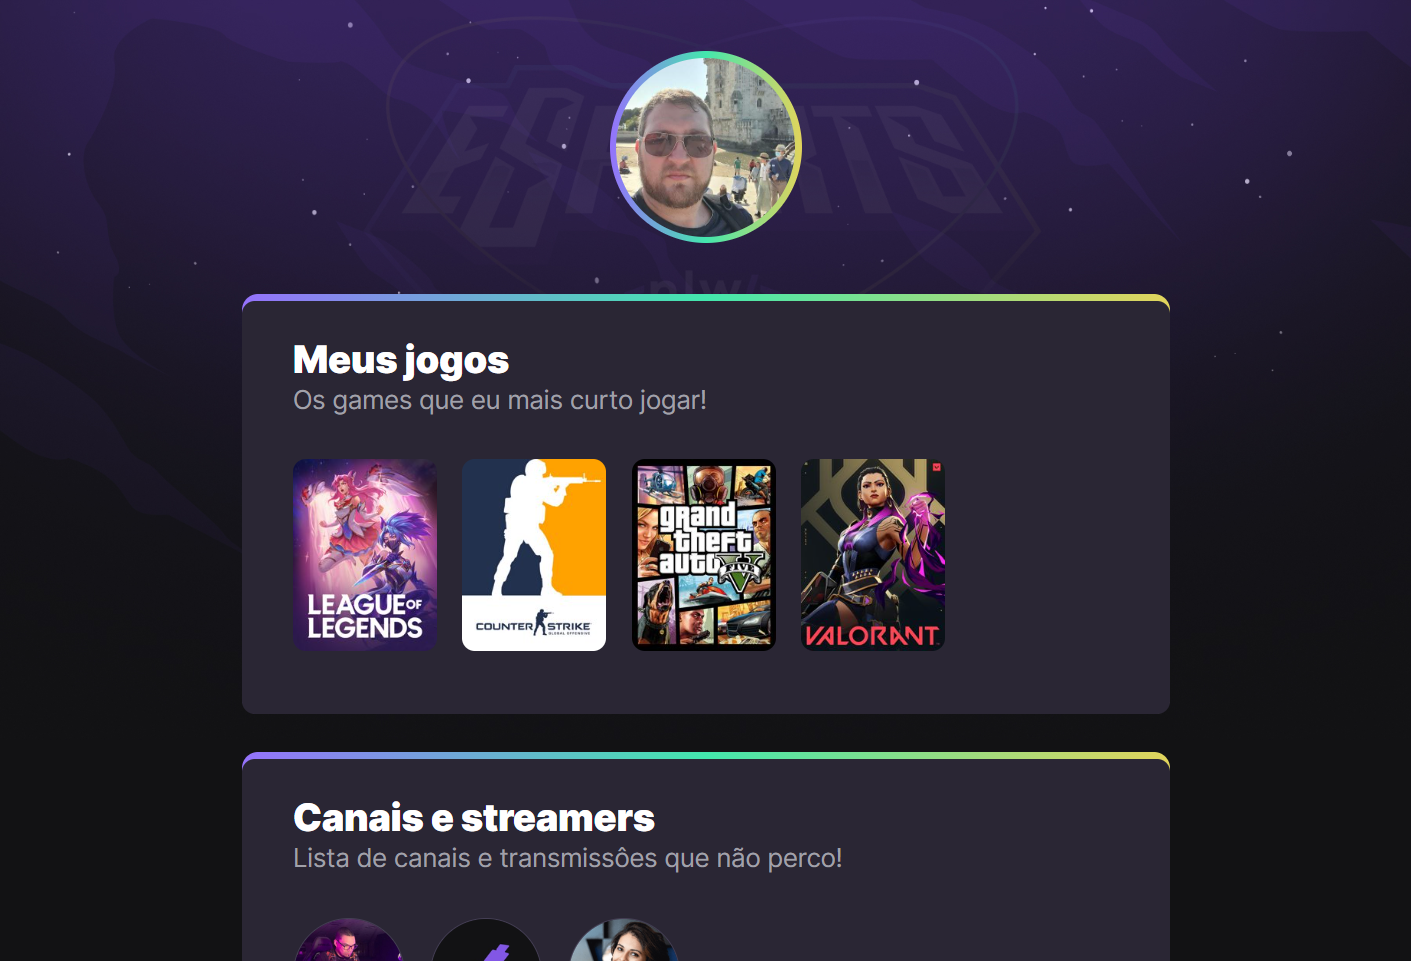 eSPORTS
nlw/
Meus jogos
Os games que eu mais curto jogar!
LEAGUE OF
LEGENDS
COUNTER STRIKE
GLOBAL OFFENSIVE
grand
theft
auto
V
FIVE
VALORANT
Canais e streamers
Lista de canais e transmissôes que não perco!